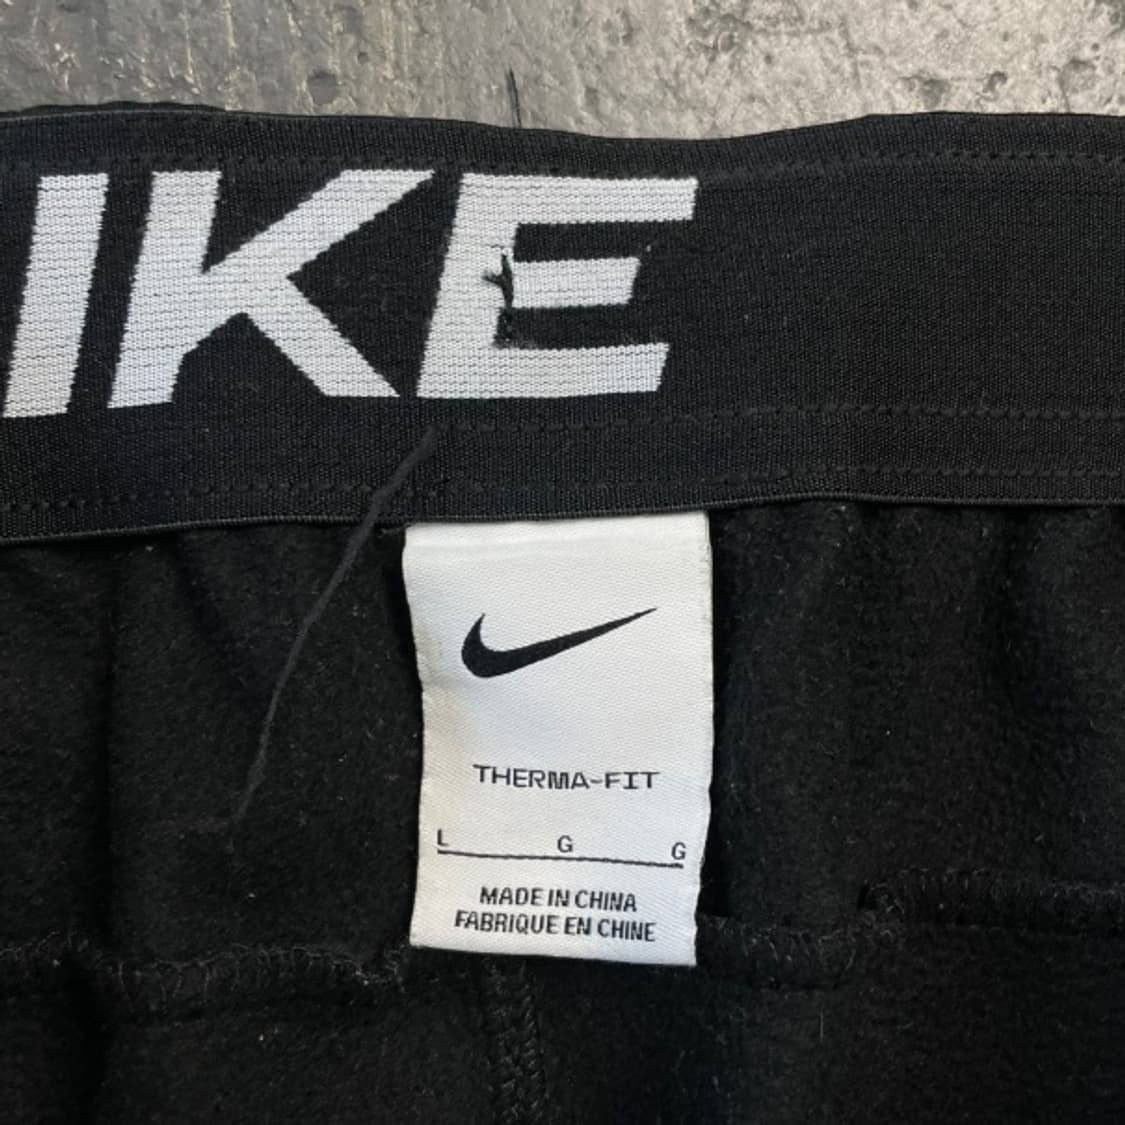 IKE
THERMA-FIT
L G G
MADE IN CHINA
FABRIQUE EN CHINE